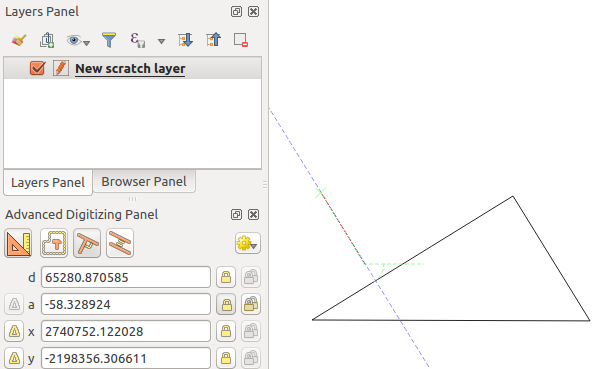 Layers Panel
New scratch layer
Layers Panel
Browser Panel
Advanced Digitizing Panel
d 65280.870585
a -58.328924
x 2740752.122028
y -2198356.306611